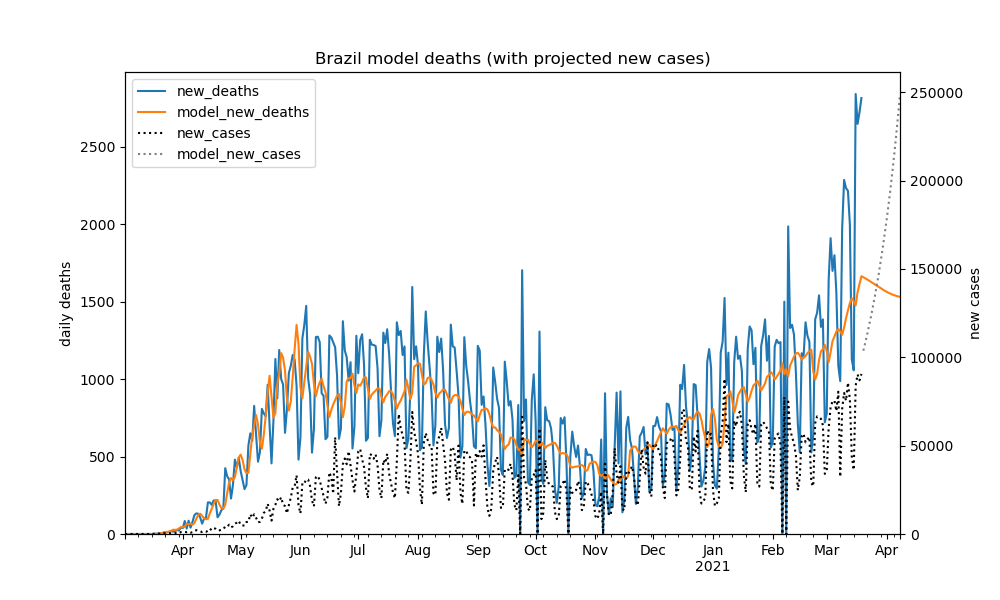 Brazil model deaths (with projected new cases)
new_deaths
model_new_deaths
new_cases
model_new_cases
daily deaths
0
500
1000
1500
2000
2500
new cases
0
50000
100000
150000
200000
250000
Apr May Jun Jul Aug Sep Oct Nov Dec Jan Feb Mar Apr
2021